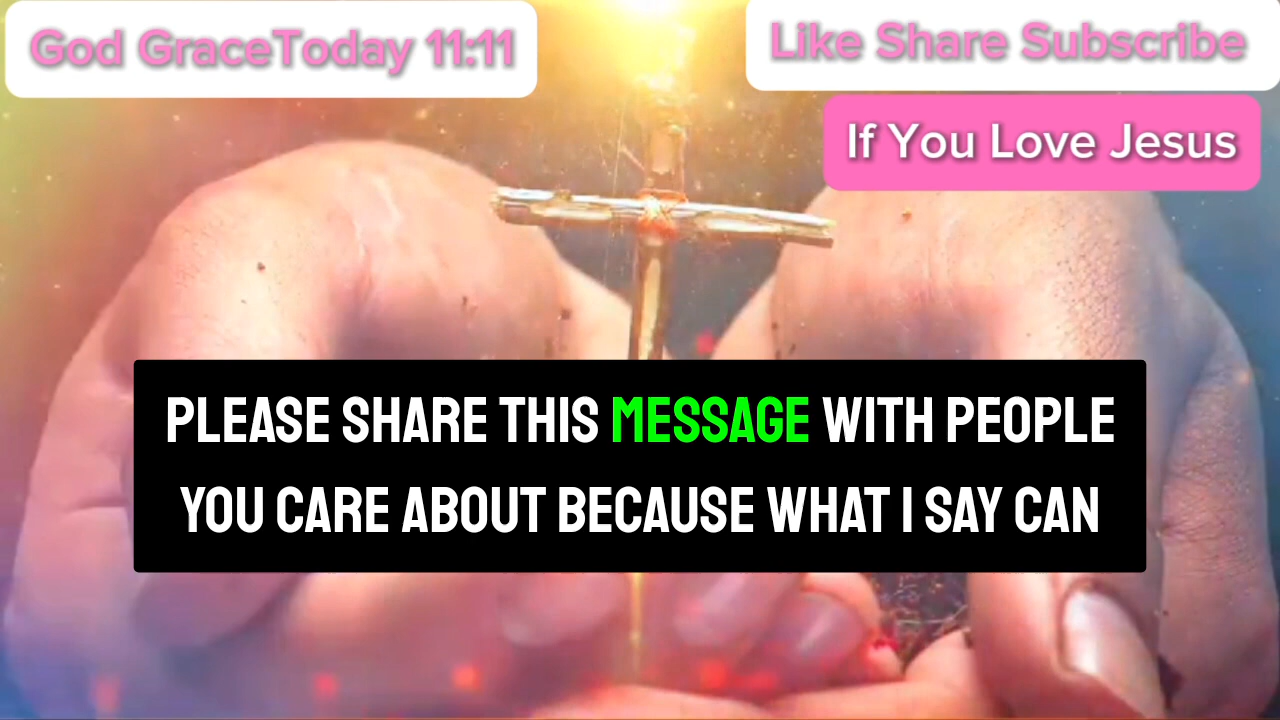 God GraceToday 11:11
Like Share Subscribe
If You Love Jesus
PLEASE SHARE THIS MESSAGE WITH PEOPLE
YOU CARE ABOUT BECAUSE WHAT I SAY CAN